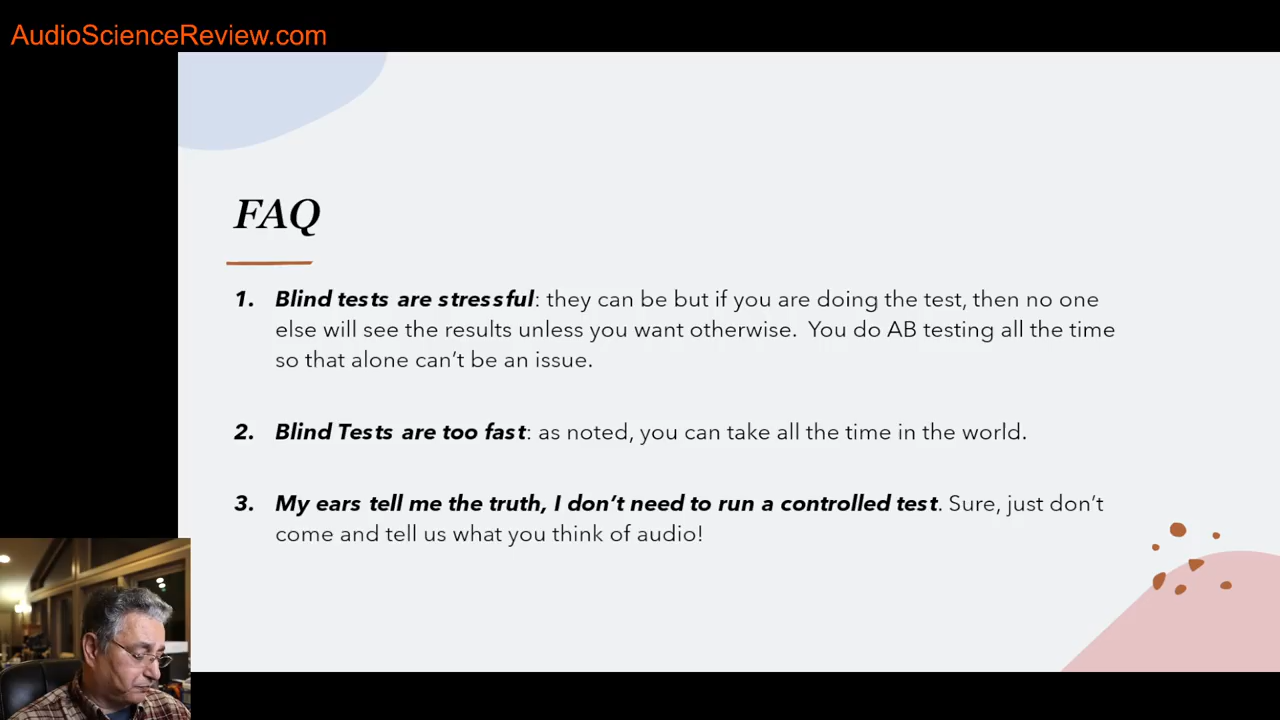 AudioScienceReview.com
FAQ
1. Blind tests are stressful: they can be but if you are doing the test, then no one
else will see the results unless you want otherwise.  You do AB testing all the time
so that alone can’t be an issue.
2. Blind Tests are too fast: as noted, you can take all the time in the world.
3. My ears tell me the truth, I don’t need to run a controlled test. Sure, just don’t
come and tell us what you think of audio!